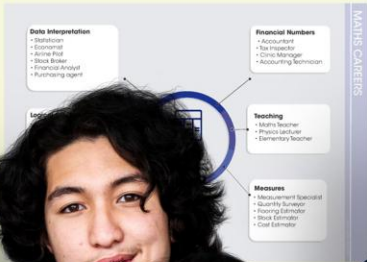 Data Interpretation
- Statistician
- Economist
- Airline Pilot
- Stock Broker
- Financial Analyst
- Purchasing agent
Financial Numbers
- Accountant
- Tax Inspector
- Clinic Manager
- Accounting Technician
Teaching
- Maths Teacher
- Physics Lecturer
- Elementary Teacher
Measures
- Measurement Specialist
- Quantity Surveyor
- Flooring Estimator
- Stock Estimator
- Cost Estimator
MATHS CAREERS